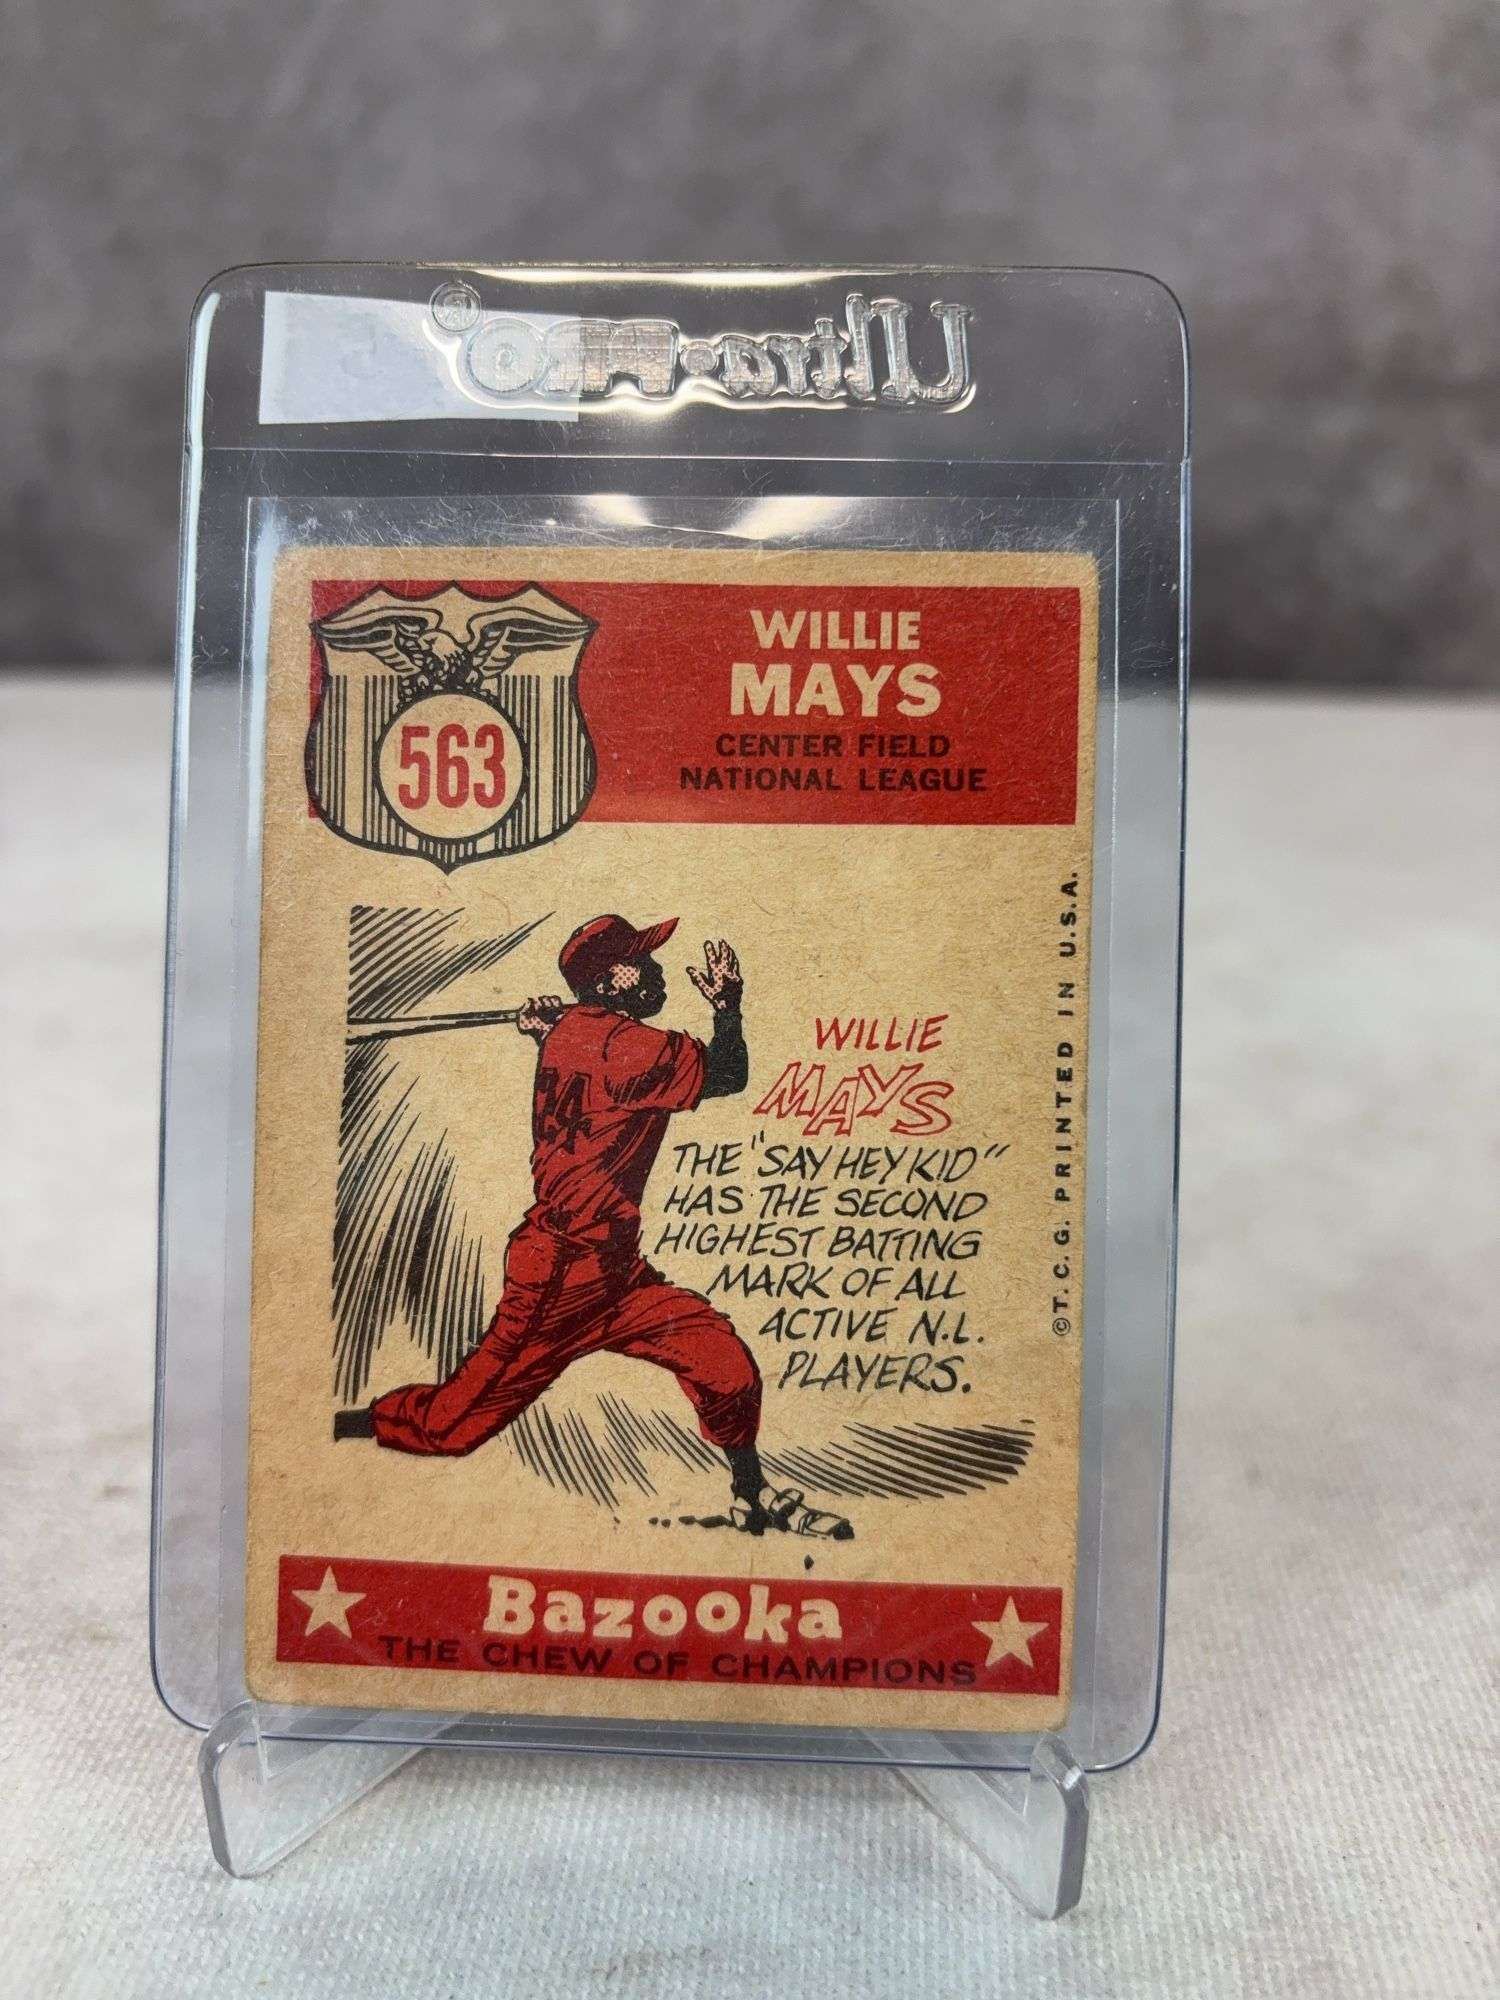 Ultra•PRO®
563
WILLIE
MAYS
CENTER FIELD
NATIONAL LEAGUE
24
WILLIE
MAYS
THE "SAY HEY KID"
HAS THE SECOND
HIGHEST BATTING
MARK OF ALL
ACTIVE N.L.
PLAYERS.
©T.C.G. PRINTED IN U.S.A.
Bazooka
THE CHEW OF CHAMPIONS